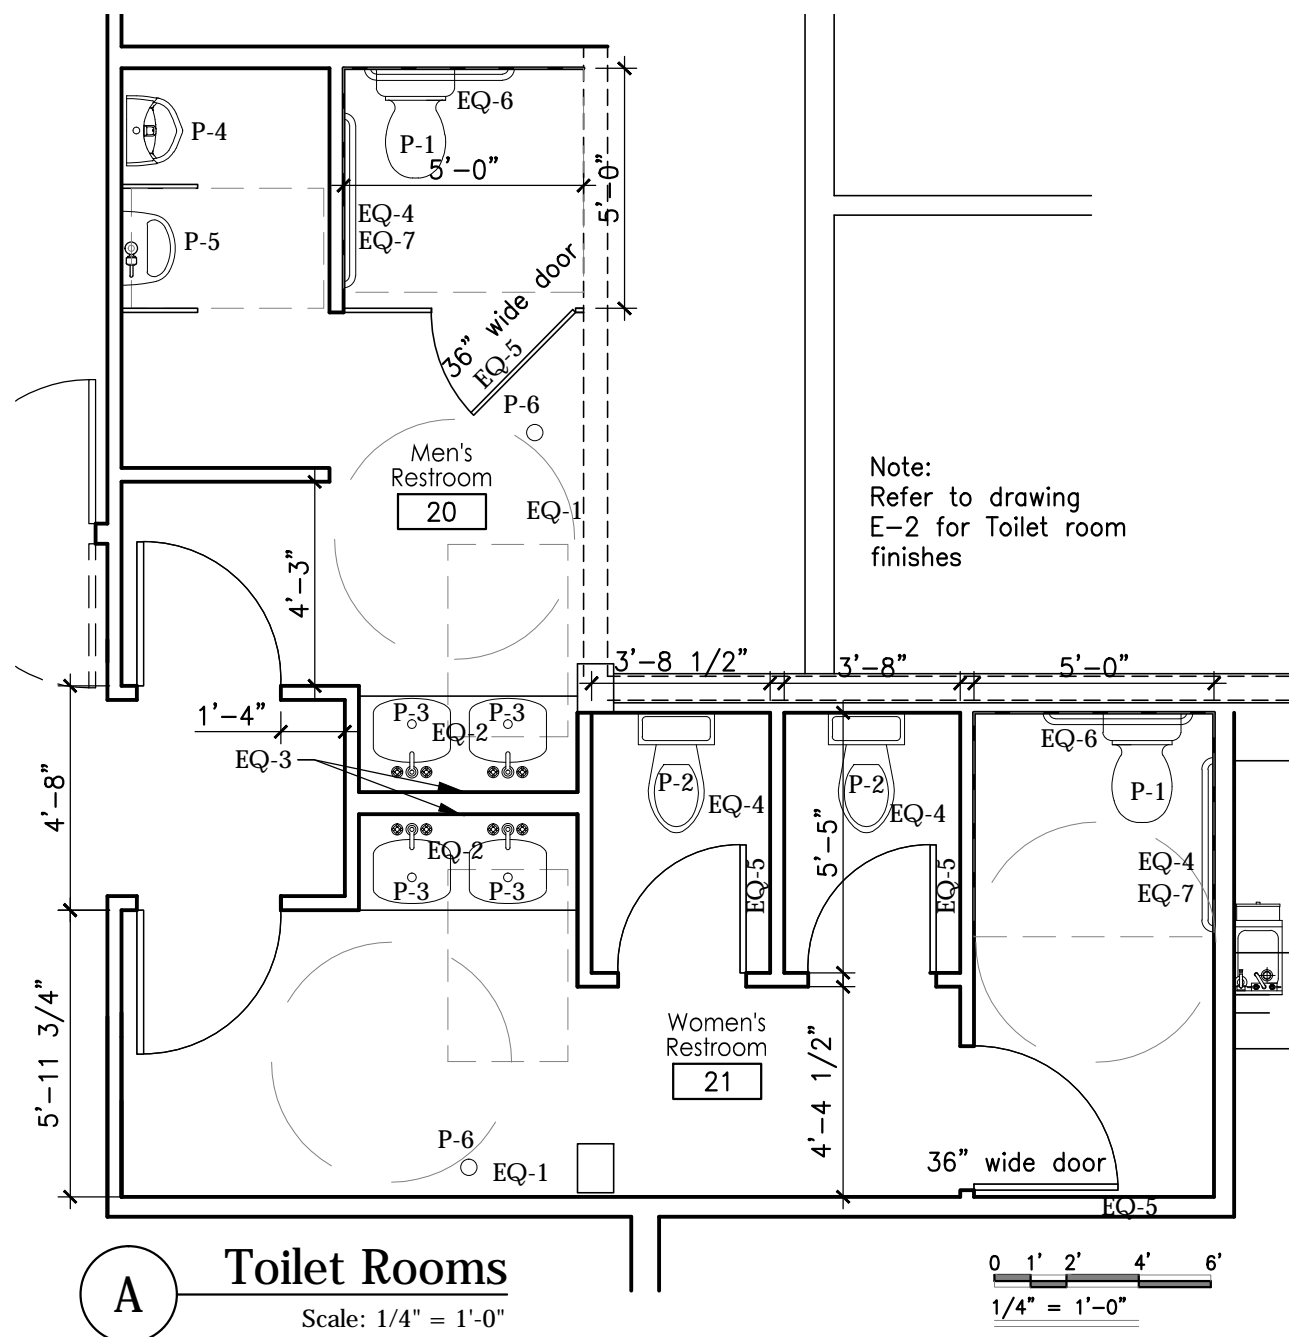 EQ-6
P-4
P-1
5'-0"
5'-0"
EQ-4
EQ-7
P-5
36" wide door
EQ-5
P-6
Men's
Restroom
20
EQ-1
Note:
Refer to drawing
E-2 for Toilet room
finishes
4'-3"
3'-8 1/2"
3'-8"
5'-0"
1'-4"
P-3
P-3
EQ-2
EQ-3
EQ-6
4'-8"
P-2
EQ-4
P-2
EQ-4
P-1
EQ-2
P-3
P-3
5'-5"
EQ-5
EQ-5
EQ-4
EQ-7
5'-11 3/4"
Women's
Restroom
21
4'-4 1/2"
P-6
EQ-1
36" wide door
EQ-5
A
Toilet Rooms
Scale: 1/4" = 1'-0"
0 1' 2' 4' 6'
1/4" = 1'-0"